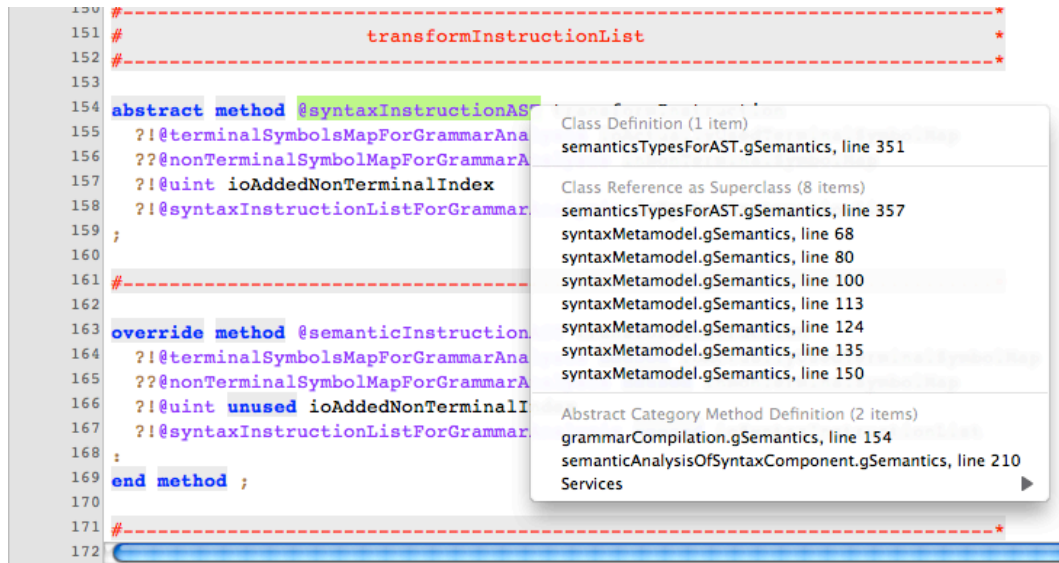 150 #----------------------------------------------------------------------------*
151 # transformInstructionList *
152 #----------------------------------------------------------------------------*
153
154 abstract method @syntaxInstructionAST
155 ?!@terminalSymbolsMapForGrammarAna
156 ??@nonTerminalSymbolMapForGrammarA
157 ?!@uint ioAddedNonTerminalIndex
158 ?!@syntaxInstructionListForGrammar
159 ;
160
161 #----------------------------------------------------------------------------
162
163 override method @semanticInstruction
164 ?!@terminalSymbolsMapForGrammarAna
165 ??@nonTerminalSymbolMapForGrammarA
166 ?!@uint unused ioAddedNonTerminalI
167 ?!@syntaxInstructionListForGrammar
168 :
169 end method ;
170
171 #----------------------------------------------------------------------------*
172
Class Definition (1 item)
semanticsTypesForAST.gSemantics, line 351
Class Reference as Superclass (8 items)
semanticsTypesForAST.gSemantics, line 357
syntaxMetamodel.gSemantics, line 68
syntaxMetamodel.gSemantics, line 80
syntaxMetamodel.gSemantics, line 100
syntaxMetamodel.gSemantics, line 113
syntaxMetamodel.gSemantics, line 124
syntaxMetamodel.gSemantics, line 135
syntaxMetamodel.gSemantics, line 150
Abstract Category Method Definition (2 items)
grammarCompilation.gSemantics, line 154
semanticAnalysisOfSyntaxComponent.gSemantics, line 210
Services